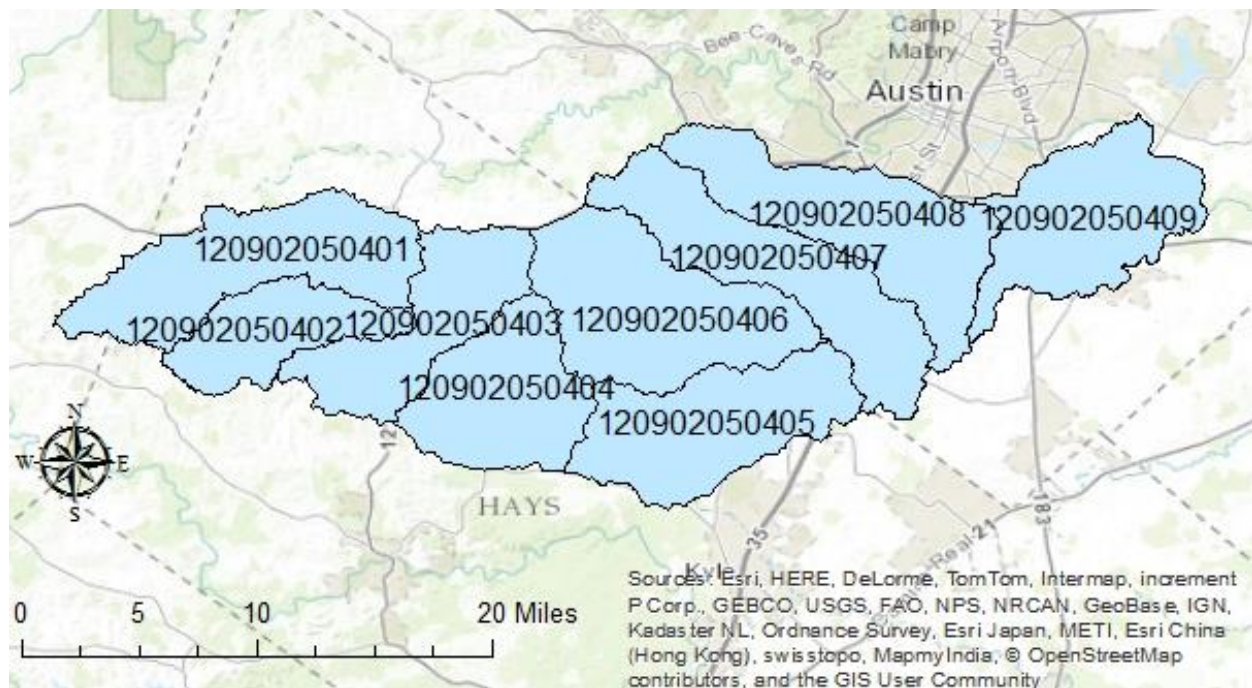 Camp
Mabry
Bee Caves Rd
Airport Blvd
Austin
1
120902050408
120902050409
120902050401
120902050407
120902050402
120902050403
120902050406
120902050404
120902050405
12
N
W
E
S
HAYS
183
35
Real 21
Kyle
0 5 10 20 Miles
Sources: Esri, HERE, DeLorme, TomTom, Intermap, increment
P Corp., GEBCO, USGS, FAO, NPS, NRCAN, GeoBase, IGN,
Kadaster NL, Ordnance Survey, Esri Japan, METI, Esri China
(Hong Kong), swisstopo, MapmyIndia, © OpenStreetMap
contributors, and the GIS User Community